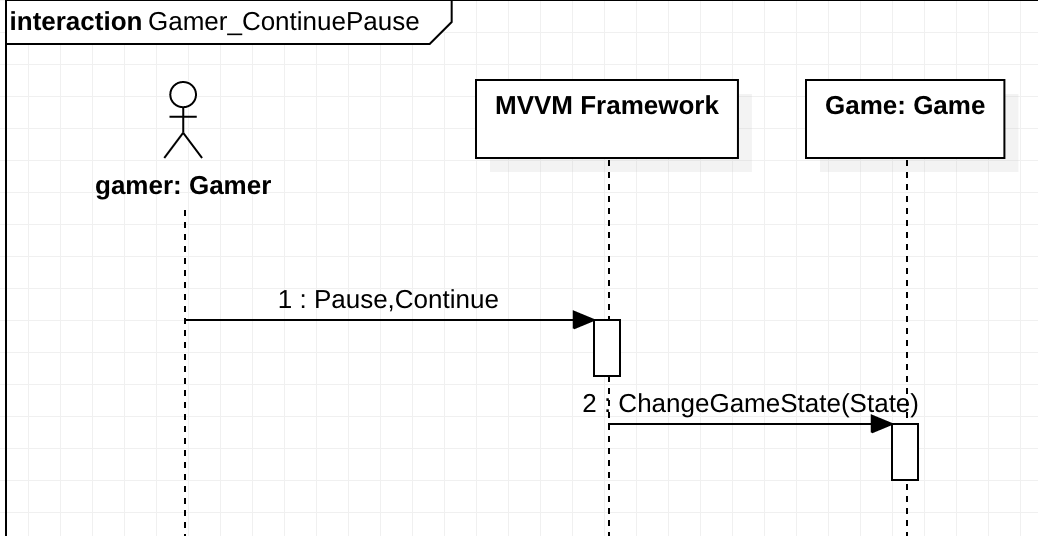 interaction Gamer_ContinuePause
MVVM Framework
Game: Game
gamer: Gamer
1 : Pause,Continue
2 : ChangeGameState(State)